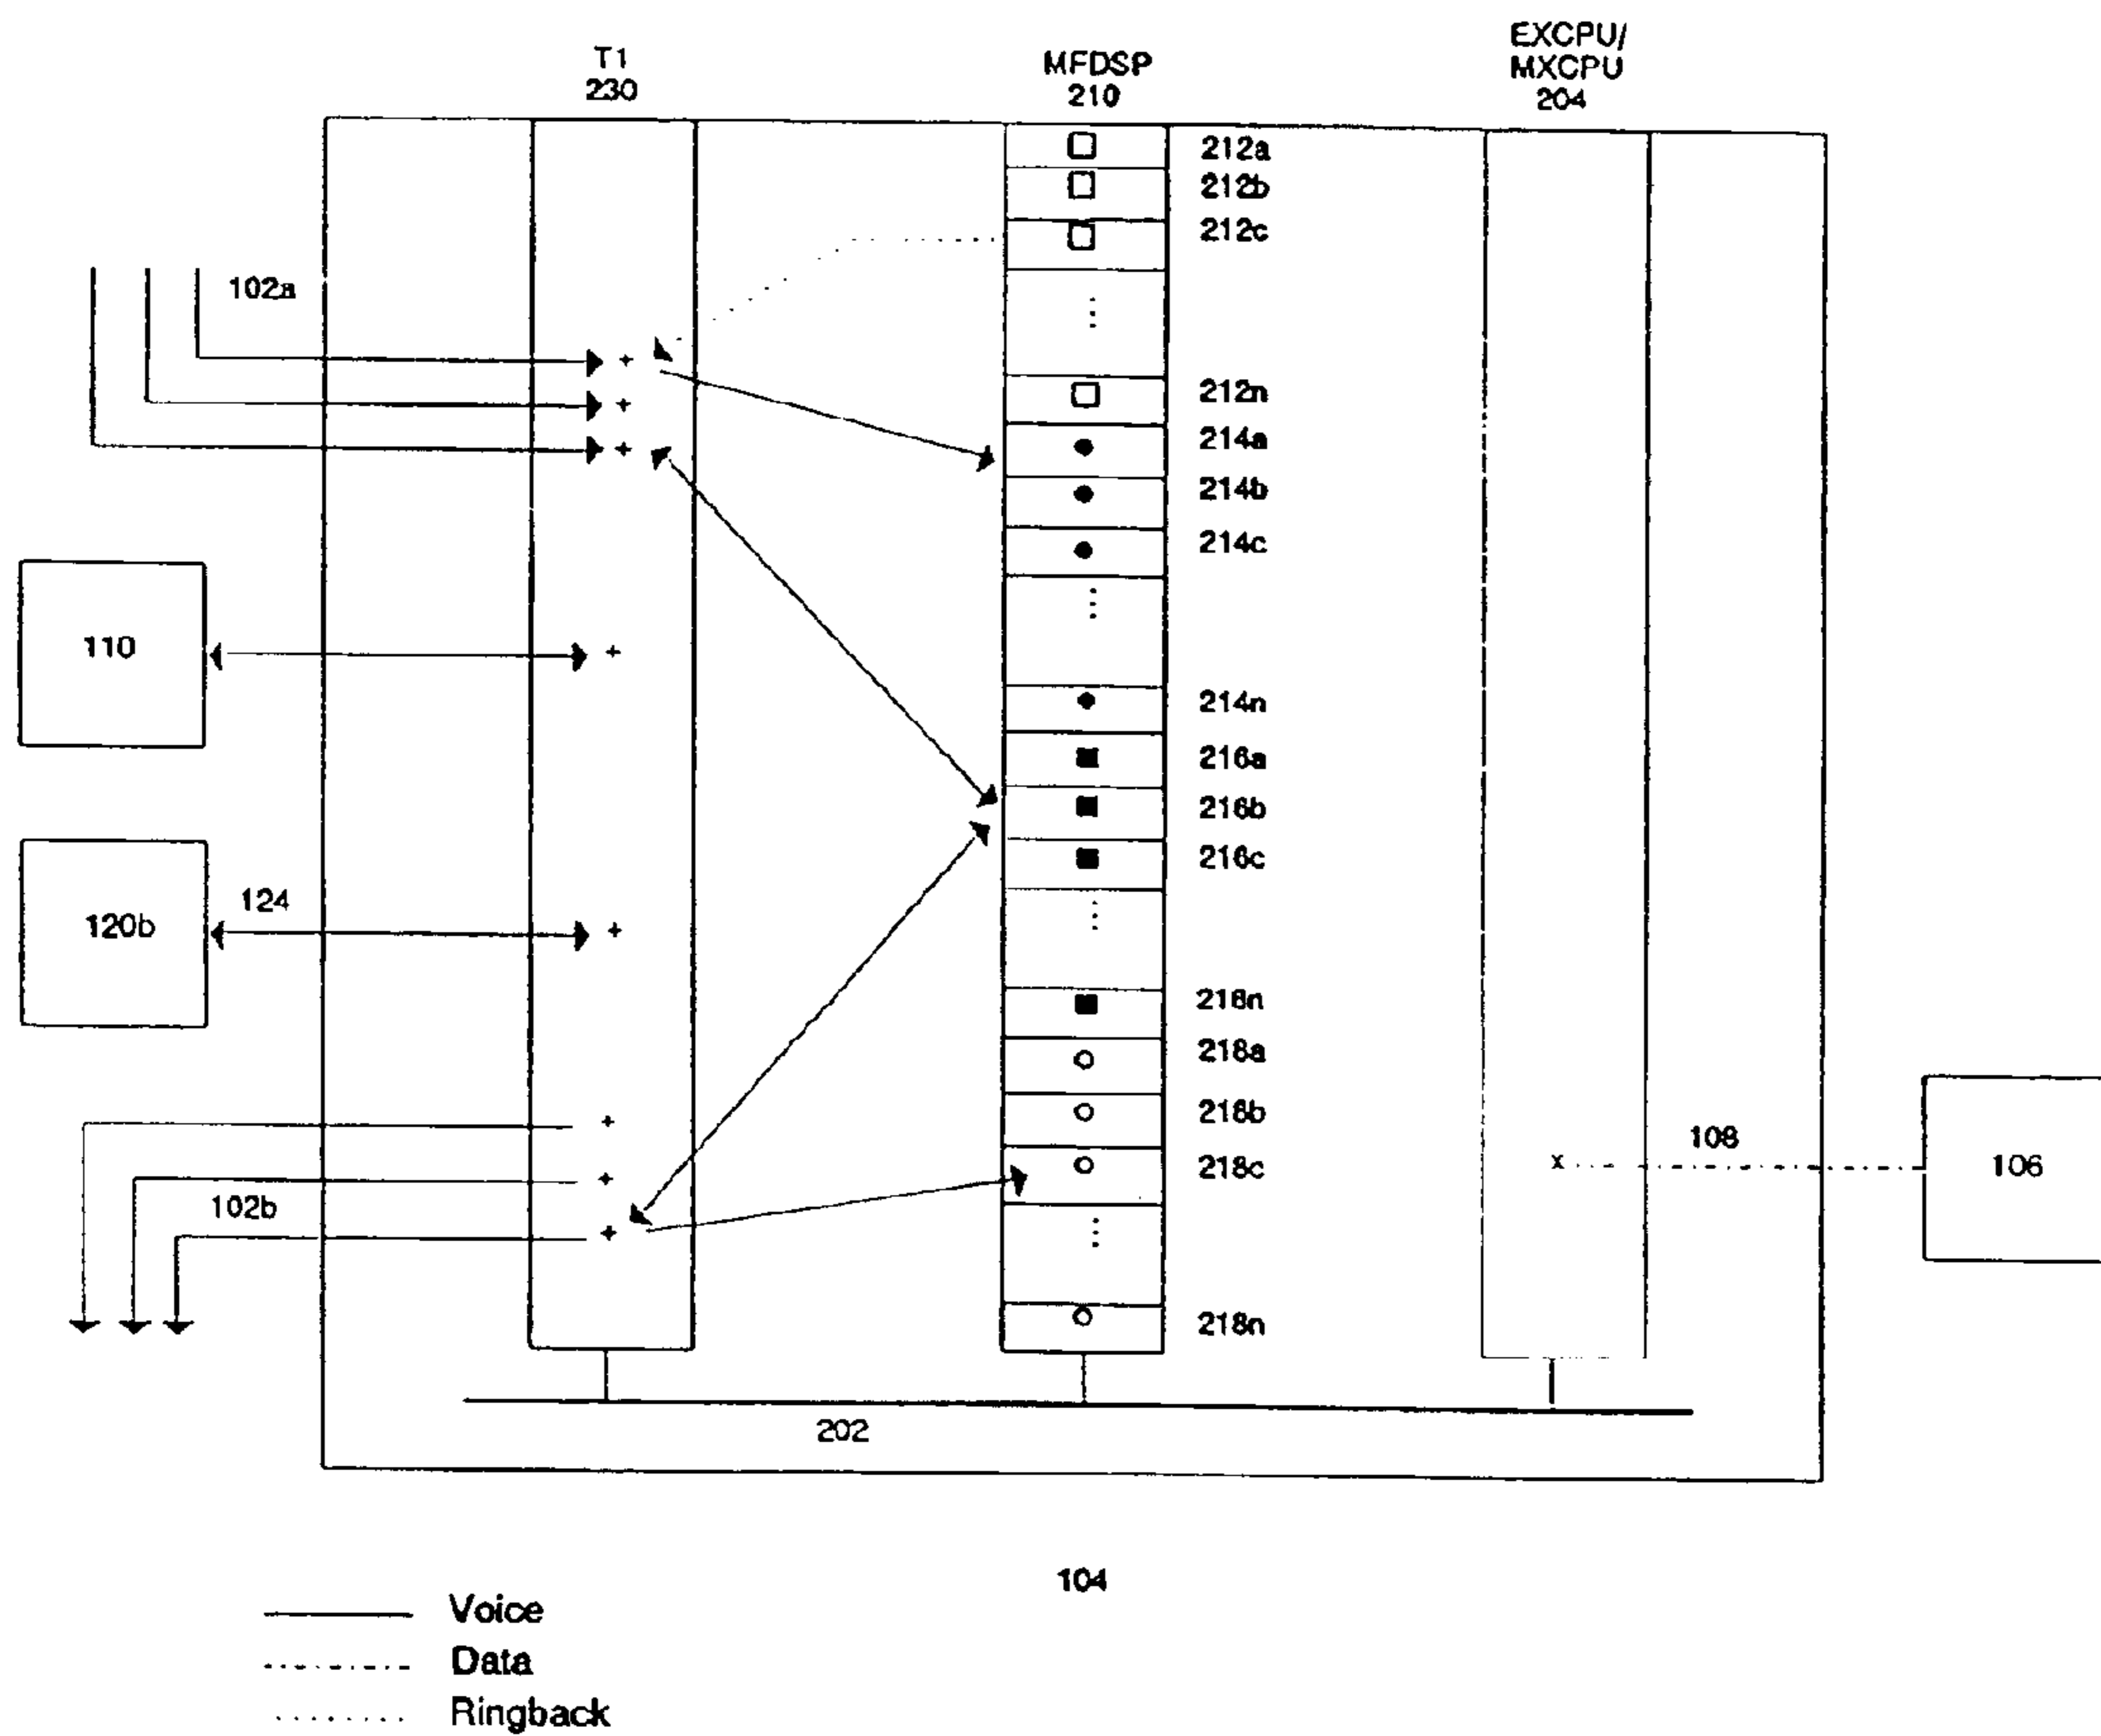 T1
230
MFDSP
210
EXCPU/
MXCPU
204
212a
212b
212c
102a
212n
214a
214b
214c
110
214n
216a
216b
216c
124
120b
216n
218a
218b
218c
108
106
102b
218n
202
104
Voice
Data
Ringback